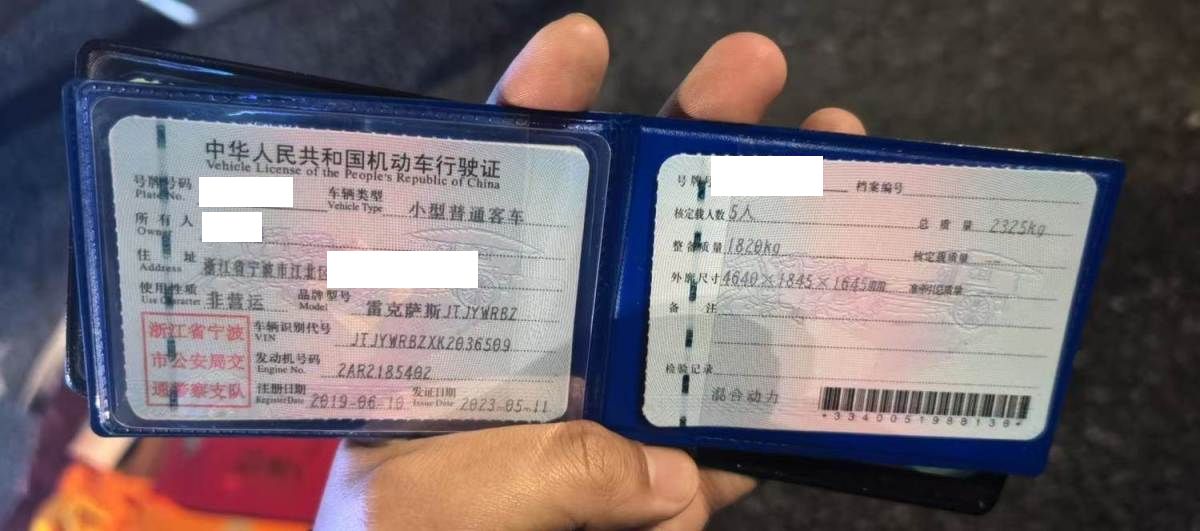 中华人民共和国机动车行驶证
Vehicle License of the People's Republic of China
号牌号码 车辆类型
Plate No. Vehicle Type 小型普通客车
所有人
Owner
住址
Address 浙江省宁波市江北区
使用性质 品牌型号
Use Character 非营运 Model 雷克萨斯JTJYWRBZ
浙江省宁波市公安局交通警察支队
车辆识别代号
VIN JTJYWRBZXK2036509
发动机号码
Engine No. 2AR2185402
注册日期 发证日期
Register Date 2019-06-10 Issue Date 2023-05-11
号牌号 档案编号
核定载人数 5人 总质量 2325kg
整备质量 1820kg 核定载质量
外廓尺寸 4640×1845×1645mm 准牵引总质量
备注
检验记录
混合动力
*3340051988138*